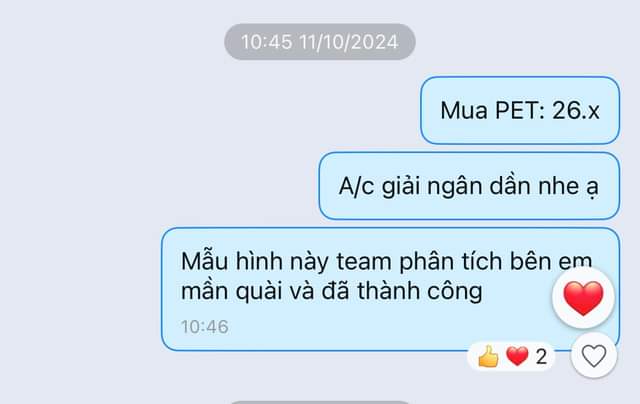 10:45 11/10/2024
Mua PET: 26.x
A/c giải ngân dần nhe ạ
Mẫu hình này team phân tích bên em
mần quài và đã thành công
10:46
2